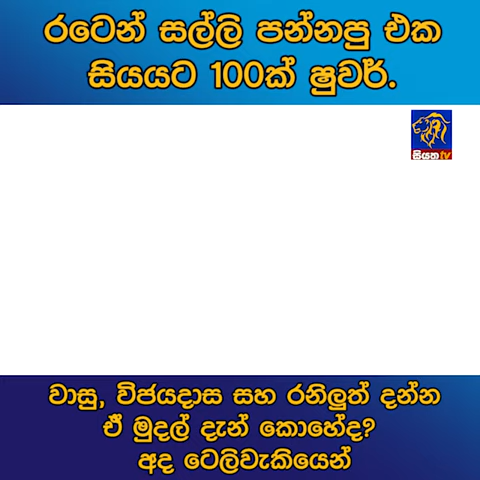 රටෙන් සල්ලි පන්නපු එක
සියයට 100ක් ෂුවර්.
සියත tv
වාසු, විජයදාස සහ රනිලුත් දන්න
ඒ මුදල් දැන් කොහේද?
අද ටෙලිවැකියෙන්